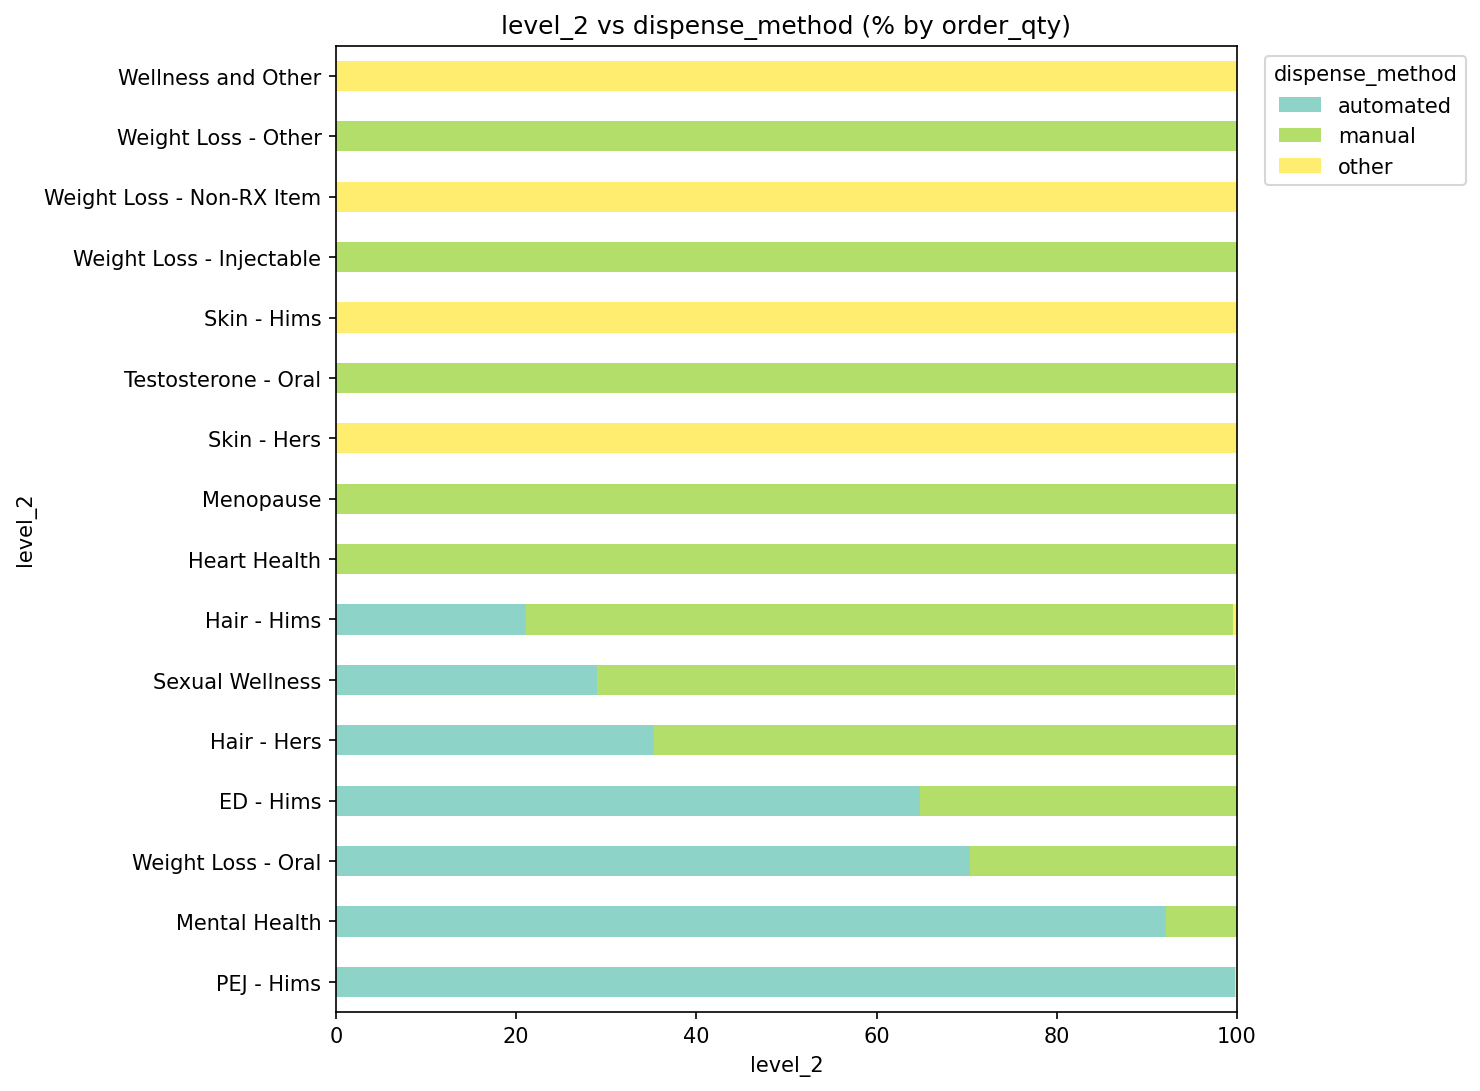 level_2 vs dispense_method (% by order_qty)
dispense_method
automated
manual
other
level_2
Wellness and Other
Weight Loss - Other
Weight Loss - Non-RX Item
Weight Loss - Injectable
Skin - Hims
Testosterone - Oral
Skin - Hers
Menopause
Heart Health
Hair - Hims
Sexual Wellness
Hair - Hers
ED - Hims
Weight Loss - Oral
Mental Health
PEJ - Hims
0 20 40 60 80 100
level_2